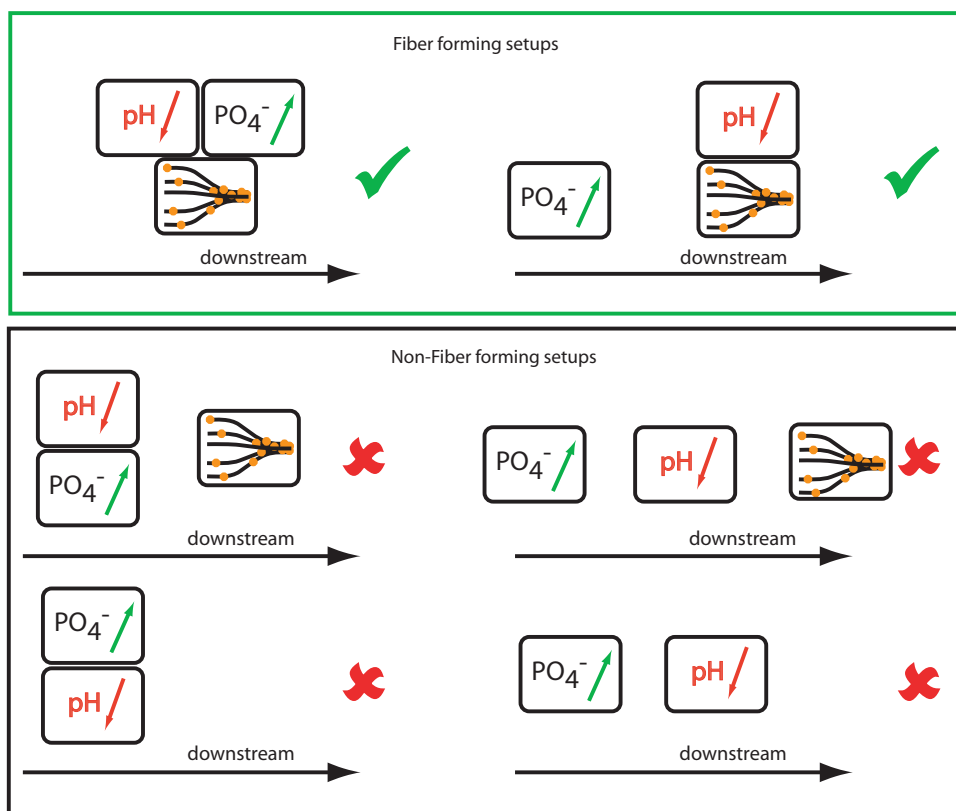 Fiber forming setups
pH
PO4-
PO4-
pH
downstream
downstream
Non-Fiber forming setups
pH
PO4-
PO4-
pH
downstream
downstream
PO4-
pH
PO4-
pH
downstream
downstream